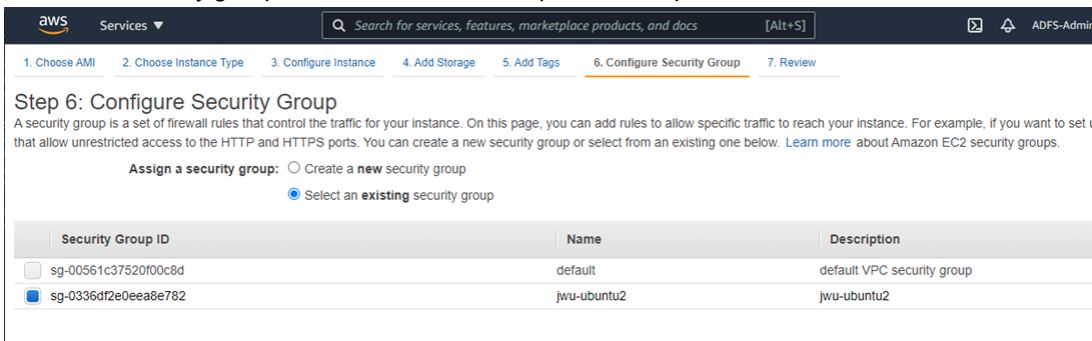 aws Services ▼ Search for services, features, marketplace products, and docs [Alt+S] ADFS-Admin
1. Choose AMI 2. Choose Instance Type 3. Configure Instance 4. Add Storage 5. Add Tags 6. Configure Security Group 7. Review
Step 6: Configure Security Group
A security group is a set of firewall rules that control the traffic for your instance. On this page, you can add rules to allow specific traffic to reach your instance. For example, if you want to set
that allow unrestricted access to the HTTP and HTTPS ports. You can create a new security group or select from an existing one below. Learn more about Amazon EC2 security groups.
Assign a security group: Create a new security group
Select an existing security group
Security Group ID Name Description
sg-00561c37520f00c8d default default VPC security group
sg-0336df2e0eea8e782 jwu-ubuntu2 jwu-ubuntu2